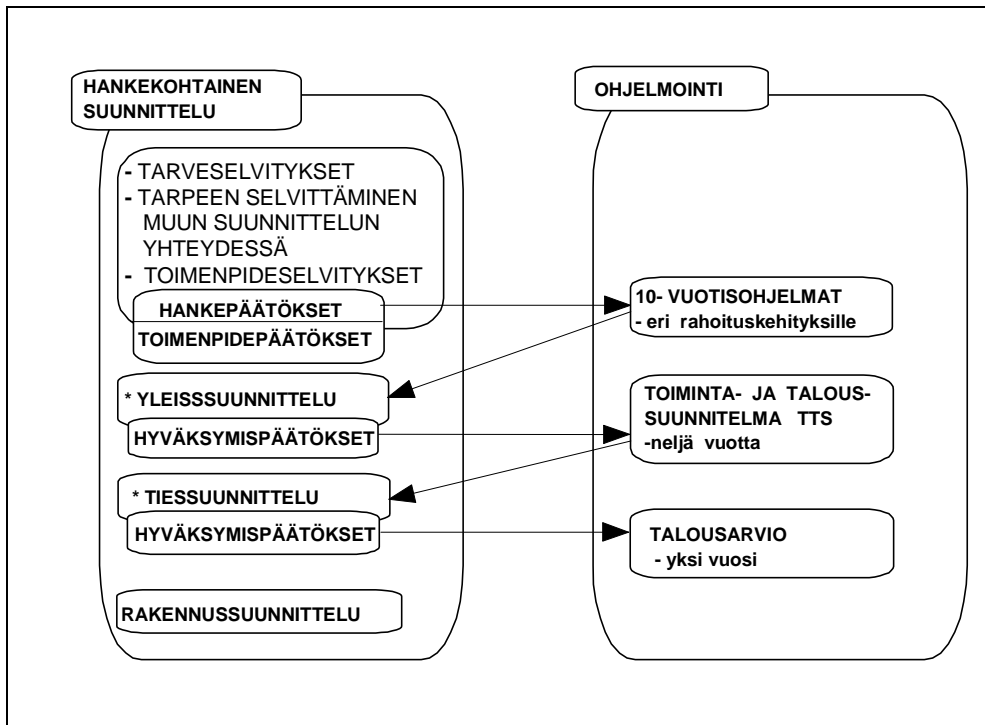 HANKEKOHTAINEN
SUUNNITTELU
- TARVESELVITYKSET
- TARPEEN SELVITTÄMINEN
MUUN SUUNNITTELUN
YHTEYDESSÄ
- TOIMENPIDESELVITYKSET
HANKEPÄÄTÖKSET
TOIMENPIDEPÄÄTÖKSET
* YLEISSSUUNNITTELU
HYVÄKSYMISPÄÄTÖKSET
* TIESSUUNNITTELU
HYVÄKSYMISPÄÄTÖKSET
RAKENNUSSUUNNITTELU
OHJELMOINTI
10- VUOTISOHJELMAT
- eri rahoituskehityksille
TOIMINTA- JA TALOUS-
SUUNNITELMA TTS
-neljä vuotta
TALOUSARVIO
- yksi vuosi